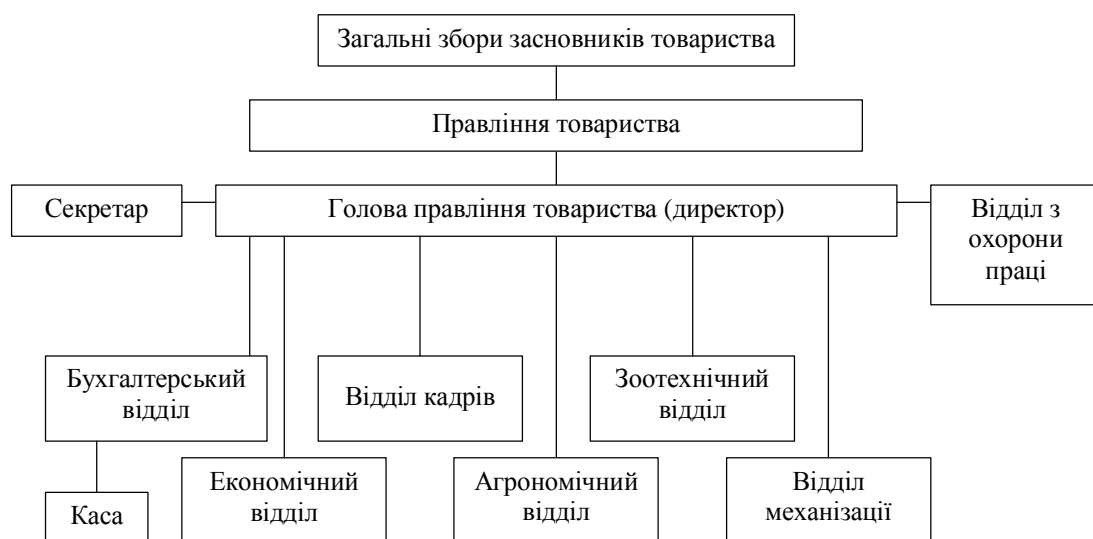 Загальні збори засновників товариства
Правління товариства
Секретар
Голова правління товариства (директор)
Відділ з
охорони
праці
Бухгалтерський
відділ
Відділ кадрів
Зоотехнічний
відділ
Каса
Економічний
відділ
Агрономічний
відділ
Відділ
механізації